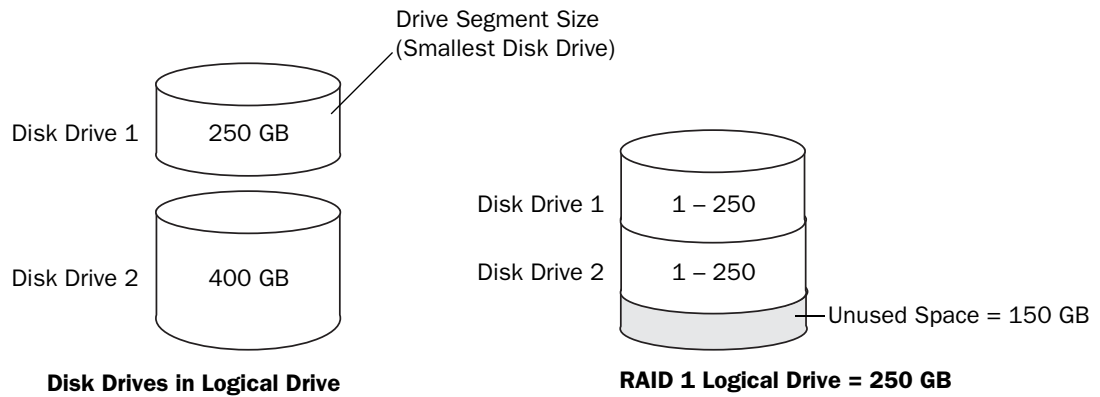 Drive Segment Size
(Smallest Disk Drive)
Disk Drive 1
250 GB
Disk Drive 2
400 GB
Disk Drives in Logical Drive
Disk Drive 1
1 – 250
Disk Drive 2
1 – 250
Unused Space = 150 GB
RAID 1 Logical Drive = 250 GB